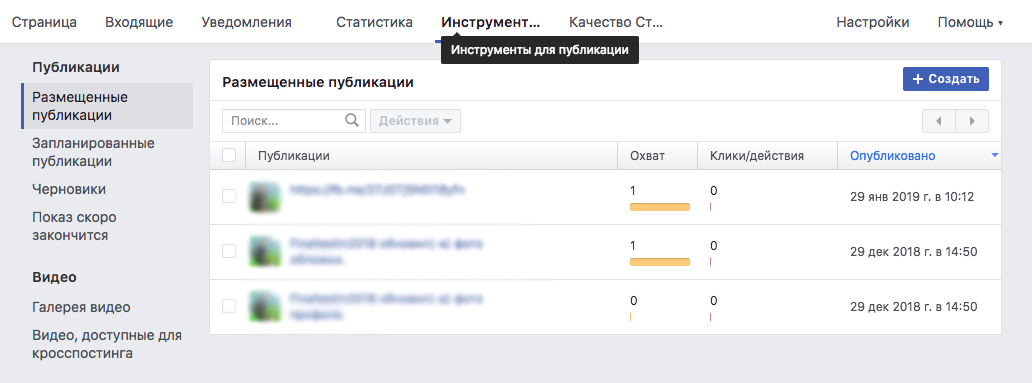 Страница Входящие Уведомления Статистика Инструмент... Качество Ст... Настройки Помощь
Инструменты для публикации
Публикации
Размещенные
публикации
Запланированные
публикации
Черновики
Показ скоро
закончится
Видео
Галерея видео
Видео, доступные для
кросспостинга
Размещенные публикации
+ Создать
Поиск... Действия
Публикации Охват Клики/действия Опубликовано
1 0 29 янв 2019 г. в 10:12
1 0 29 дек 2018 г. в 14:50
0 0 29 дек 2018 г. в 14:50